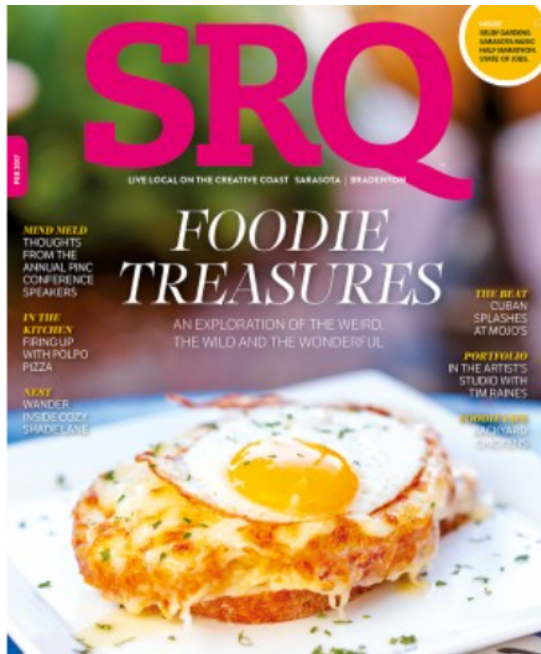 INSIDE
SELBY GARDENS,
SARASOTA MUSIC
HALF MARATHON,
STATE OF JOBS.
SRQ
FEB 2017
LIVE LOCAL ON THE CREATIVE COAST SARASOTA | BRADENTON
FOODIE
TREASURES
AN EXPLORATION OF THE WEIRD,
THE WILD AND THE WONDERFUL
MIND MELD
THOUGHTS
FROM THE
ANNUAL PINC
CONFERENCE
SPEAKERS
IN THE
KITCHEN
FIRING UP
WITH POLPO
PIZZA
NEST
WANDER
INSIDE COZY
SHADE LANE
THE BEAT
CUBAN
SPLASHES
AT MOJO'S
PORTFOLIO
IN THE ARTIST'S
STUDIO WITH
TIM RAINES
BACKYARD
CHICKENS